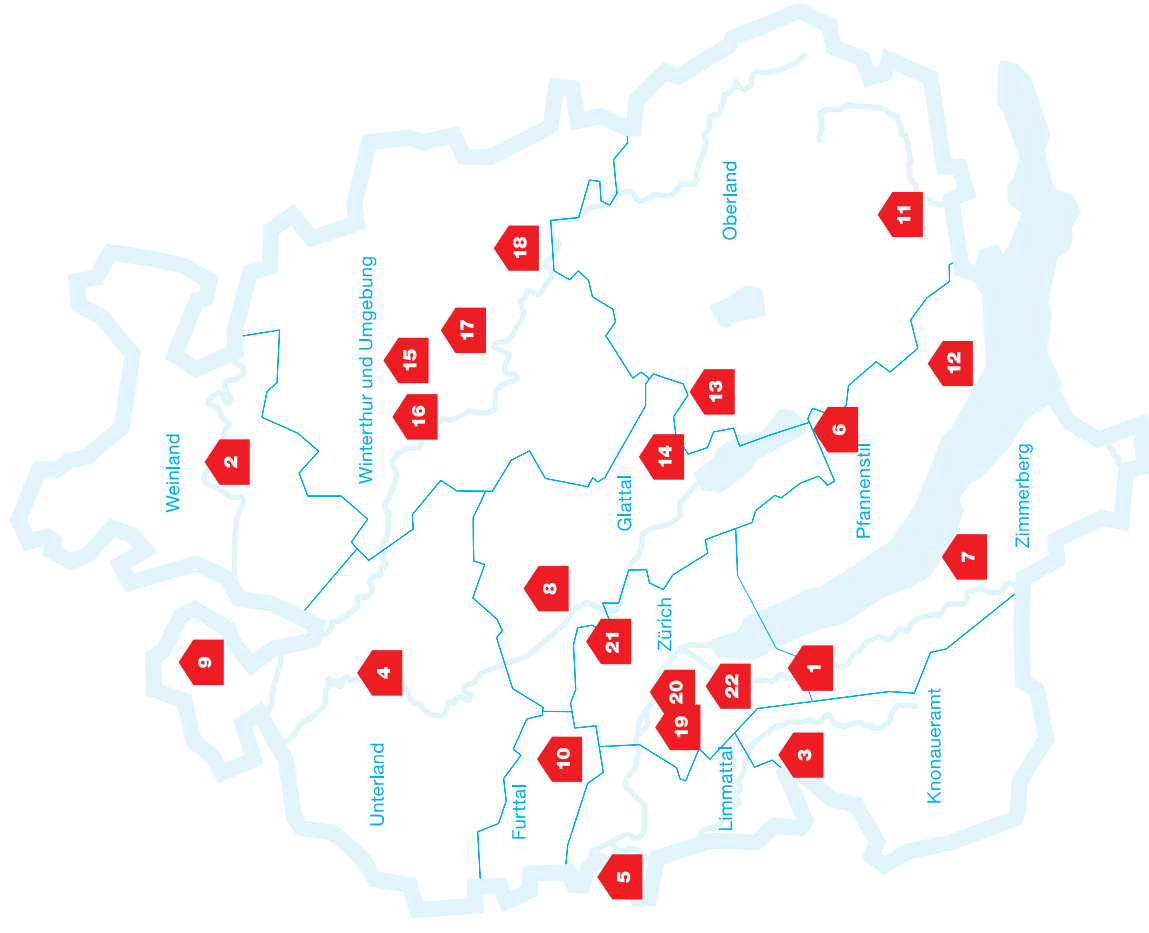 Weinland
9
2
Winterthur und Umgebung
Unterland
4
15
16
17
Furttal
18
8
10
21
5
Glattal
Zürich
14
20
19
13
Limmattal
Oberland
22
3
1
6
Pfannenstil
11
Knonaueramt
12
7
Zimmerberg